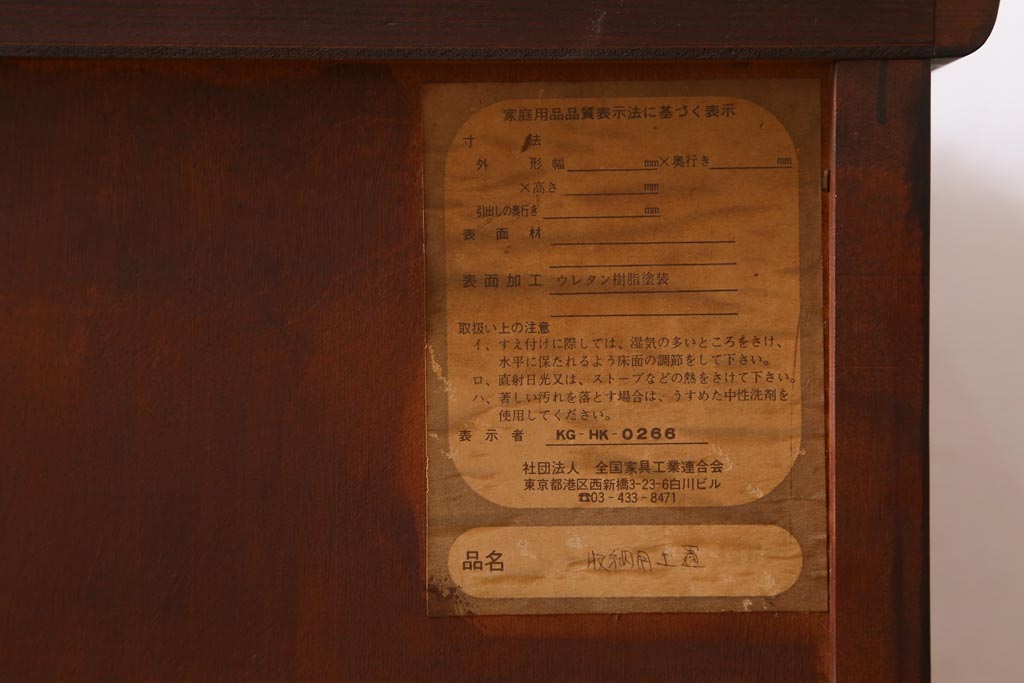 家庭用品品質表示法に基づく表示
寸法
外形 幅 mm×奥行き mm
×高さ mm
引出しの奥行き mm
表面材
表面加工 ウレタン樹脂塗装
取扱い上の注意
イ、すえ付けに際しては、湿気の多いところをさけ、
水平に保たれるよう床面の調節をして下さい。
ロ、直射日光又は、ストーブなどの熱をさけて下さい。
ハ、著しい汚れを落とす場合は、うすめた中性洗剤を
使用してください。
表示者 KG-HK-0266
社団法人 全国家具工業連合会
東京都港区西新橋3-23-6白川ビル
☎03-433-8471
品名 収納用上置